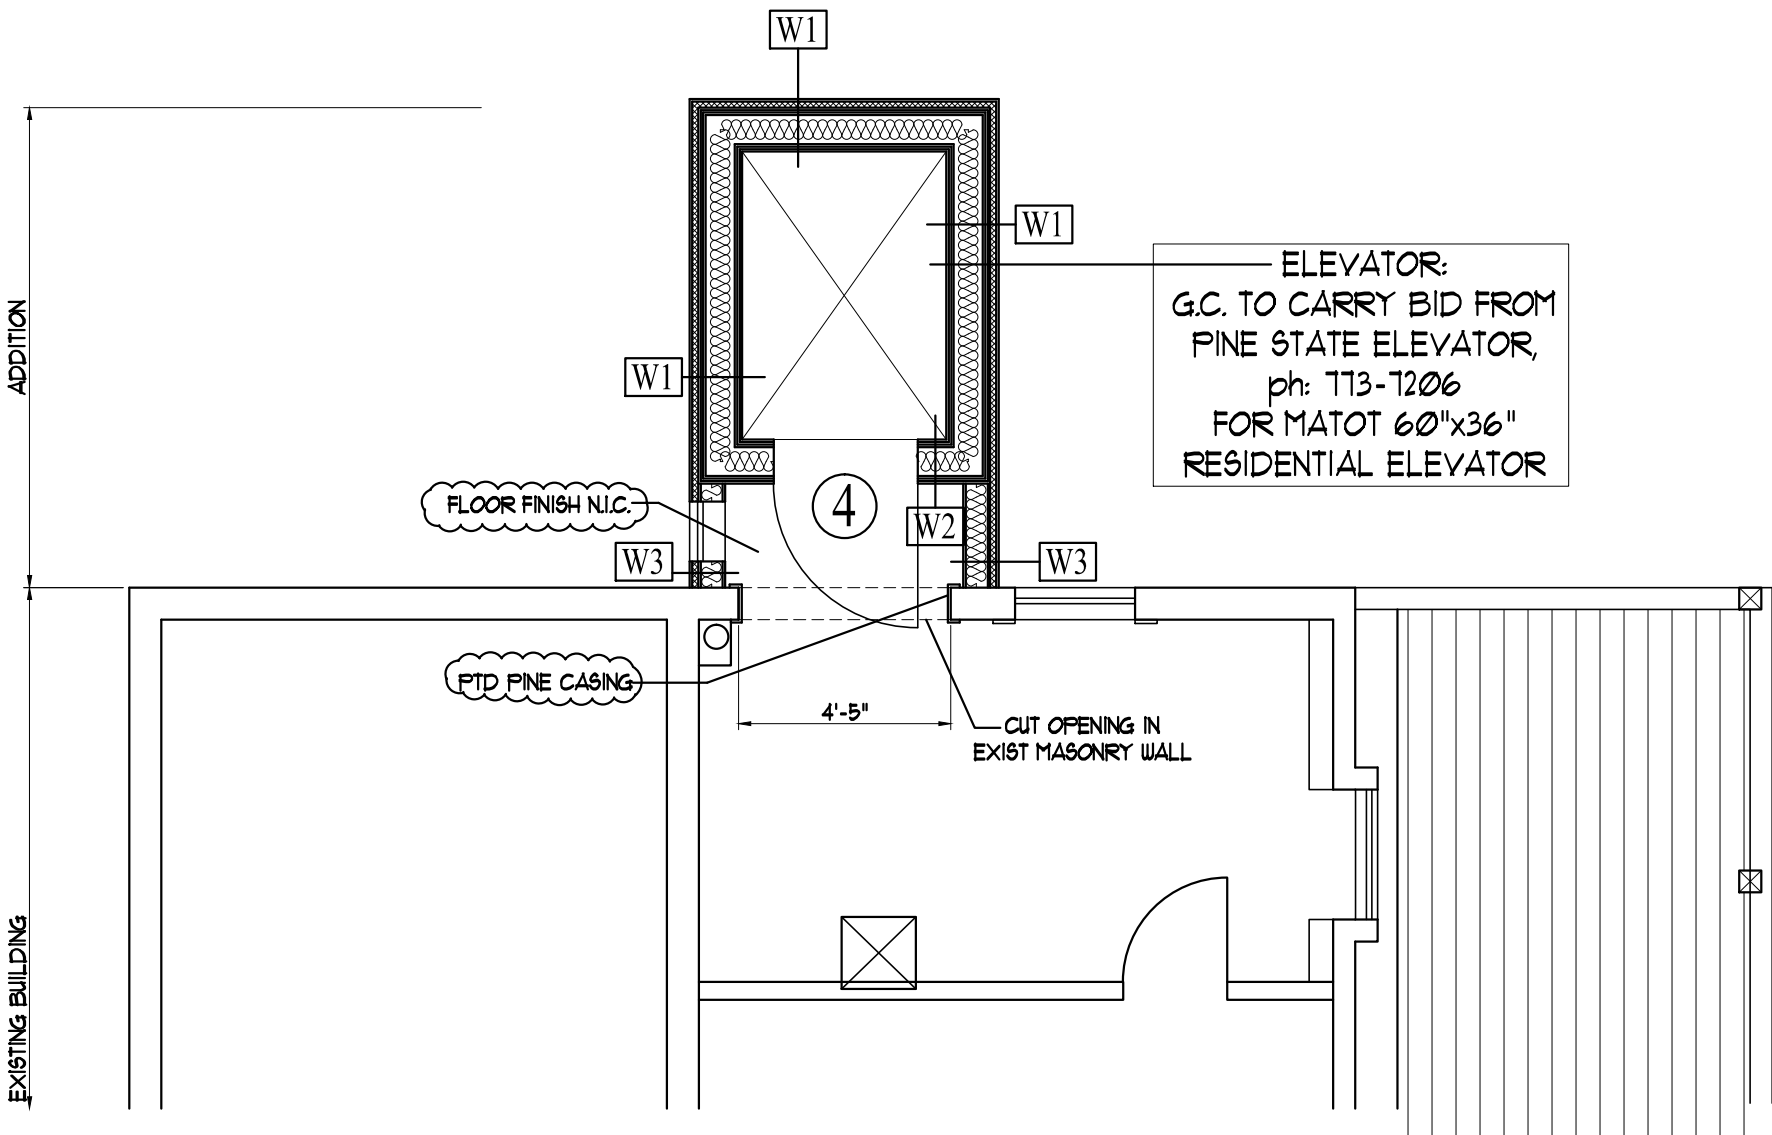 W1
W1
ELEVATOR:
G.C. TO CARRY BID FROM
PINE STATE ELEVATOR,
ph: 773-7206
FOR MATOT 60"x36"
RESIDENTIAL ELEVATOR
ADDITION
W1
FLOOR FINISH N.I.C.
4
W2
W3
W3
PTD PINE CASING
4'-5"
CUT OPENING IN
EXIST MASONRY WALL
EXISTING BUILDING